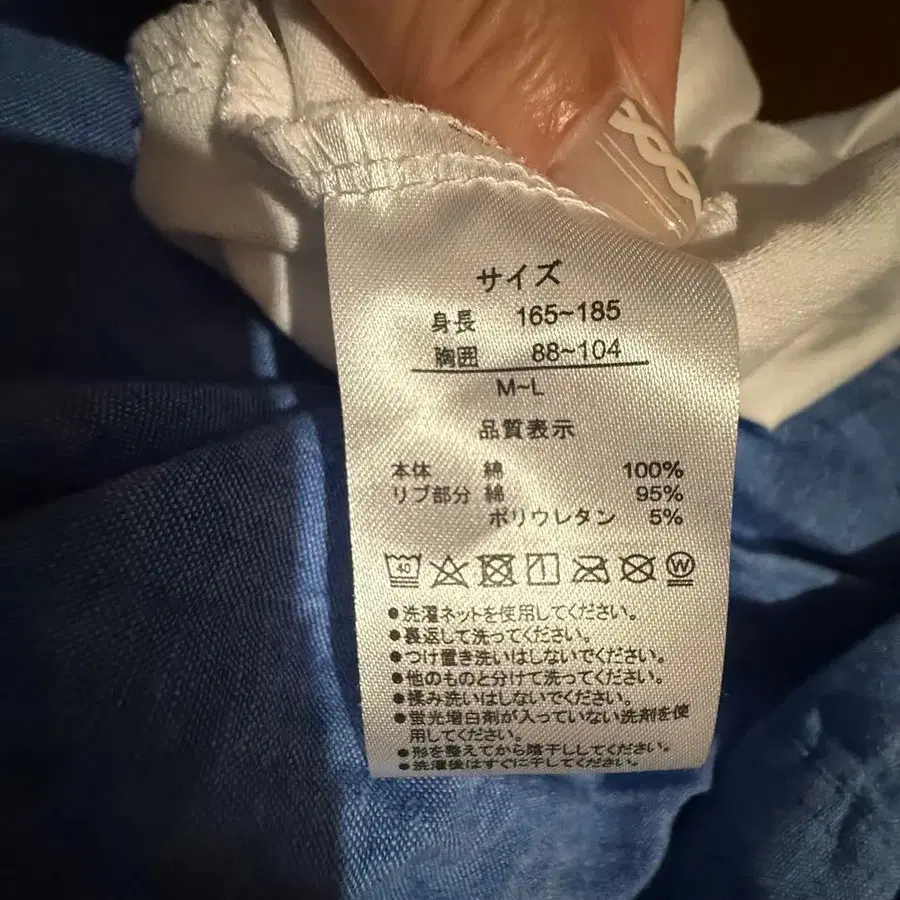 サイズ
身長 165~185
胸囲 88~104
M~L
品質表示
本体 綿 100%
リブ部分 綿 95%
ポリウレタン 5%
40 W
●洗濯ネットを使用してください。
●裏返して洗ってください。
●つけ置き洗いはしないでください。
●他のものと分けて洗ってください。
●揉み洗いはしないでください。
●蛍光増白剤が入っていない洗剤を使
用してください。
●形を整えてから陰干ししてください。
●洗濯後はすぐに干してください。